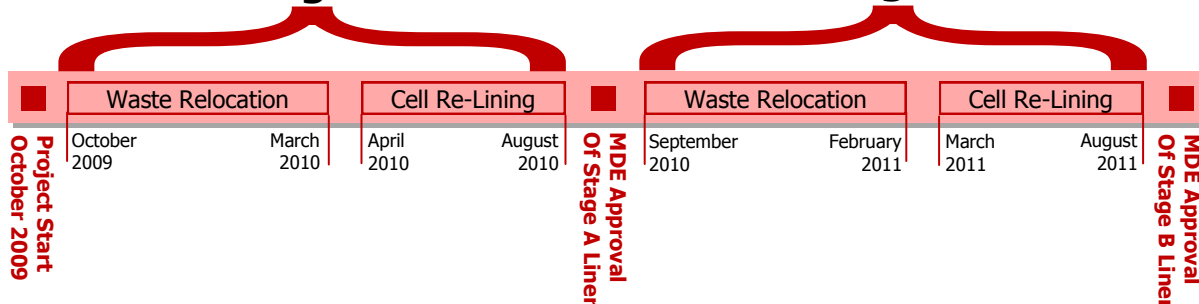 Waste Relocation
Cell Re-Lining
Waste Relocation
Cell Re-Lining
October
2009
March
2010
April
2010
August
2010
September
2010
February
2011
March
2011
August
2011
Project Start
October 2009
MDE Approval
Of Stage A Liner
MDE Approval
Of Stage B Liner